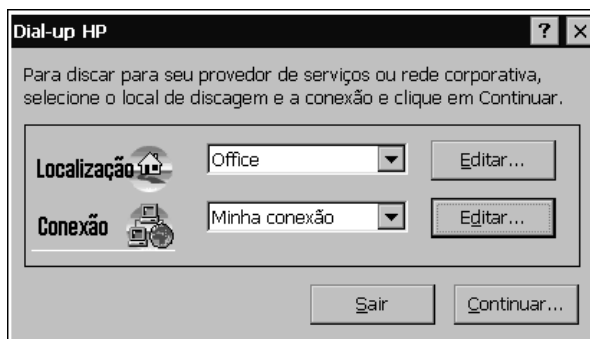 Dial-up HP
Para discar para seu provedor de serviços ou rede corporativa,
selecione o local de discagem e a conexão e clique em Continuar.
Localização Office Editar...
Conexão Minha conexão Editar...
Sair Continuar...